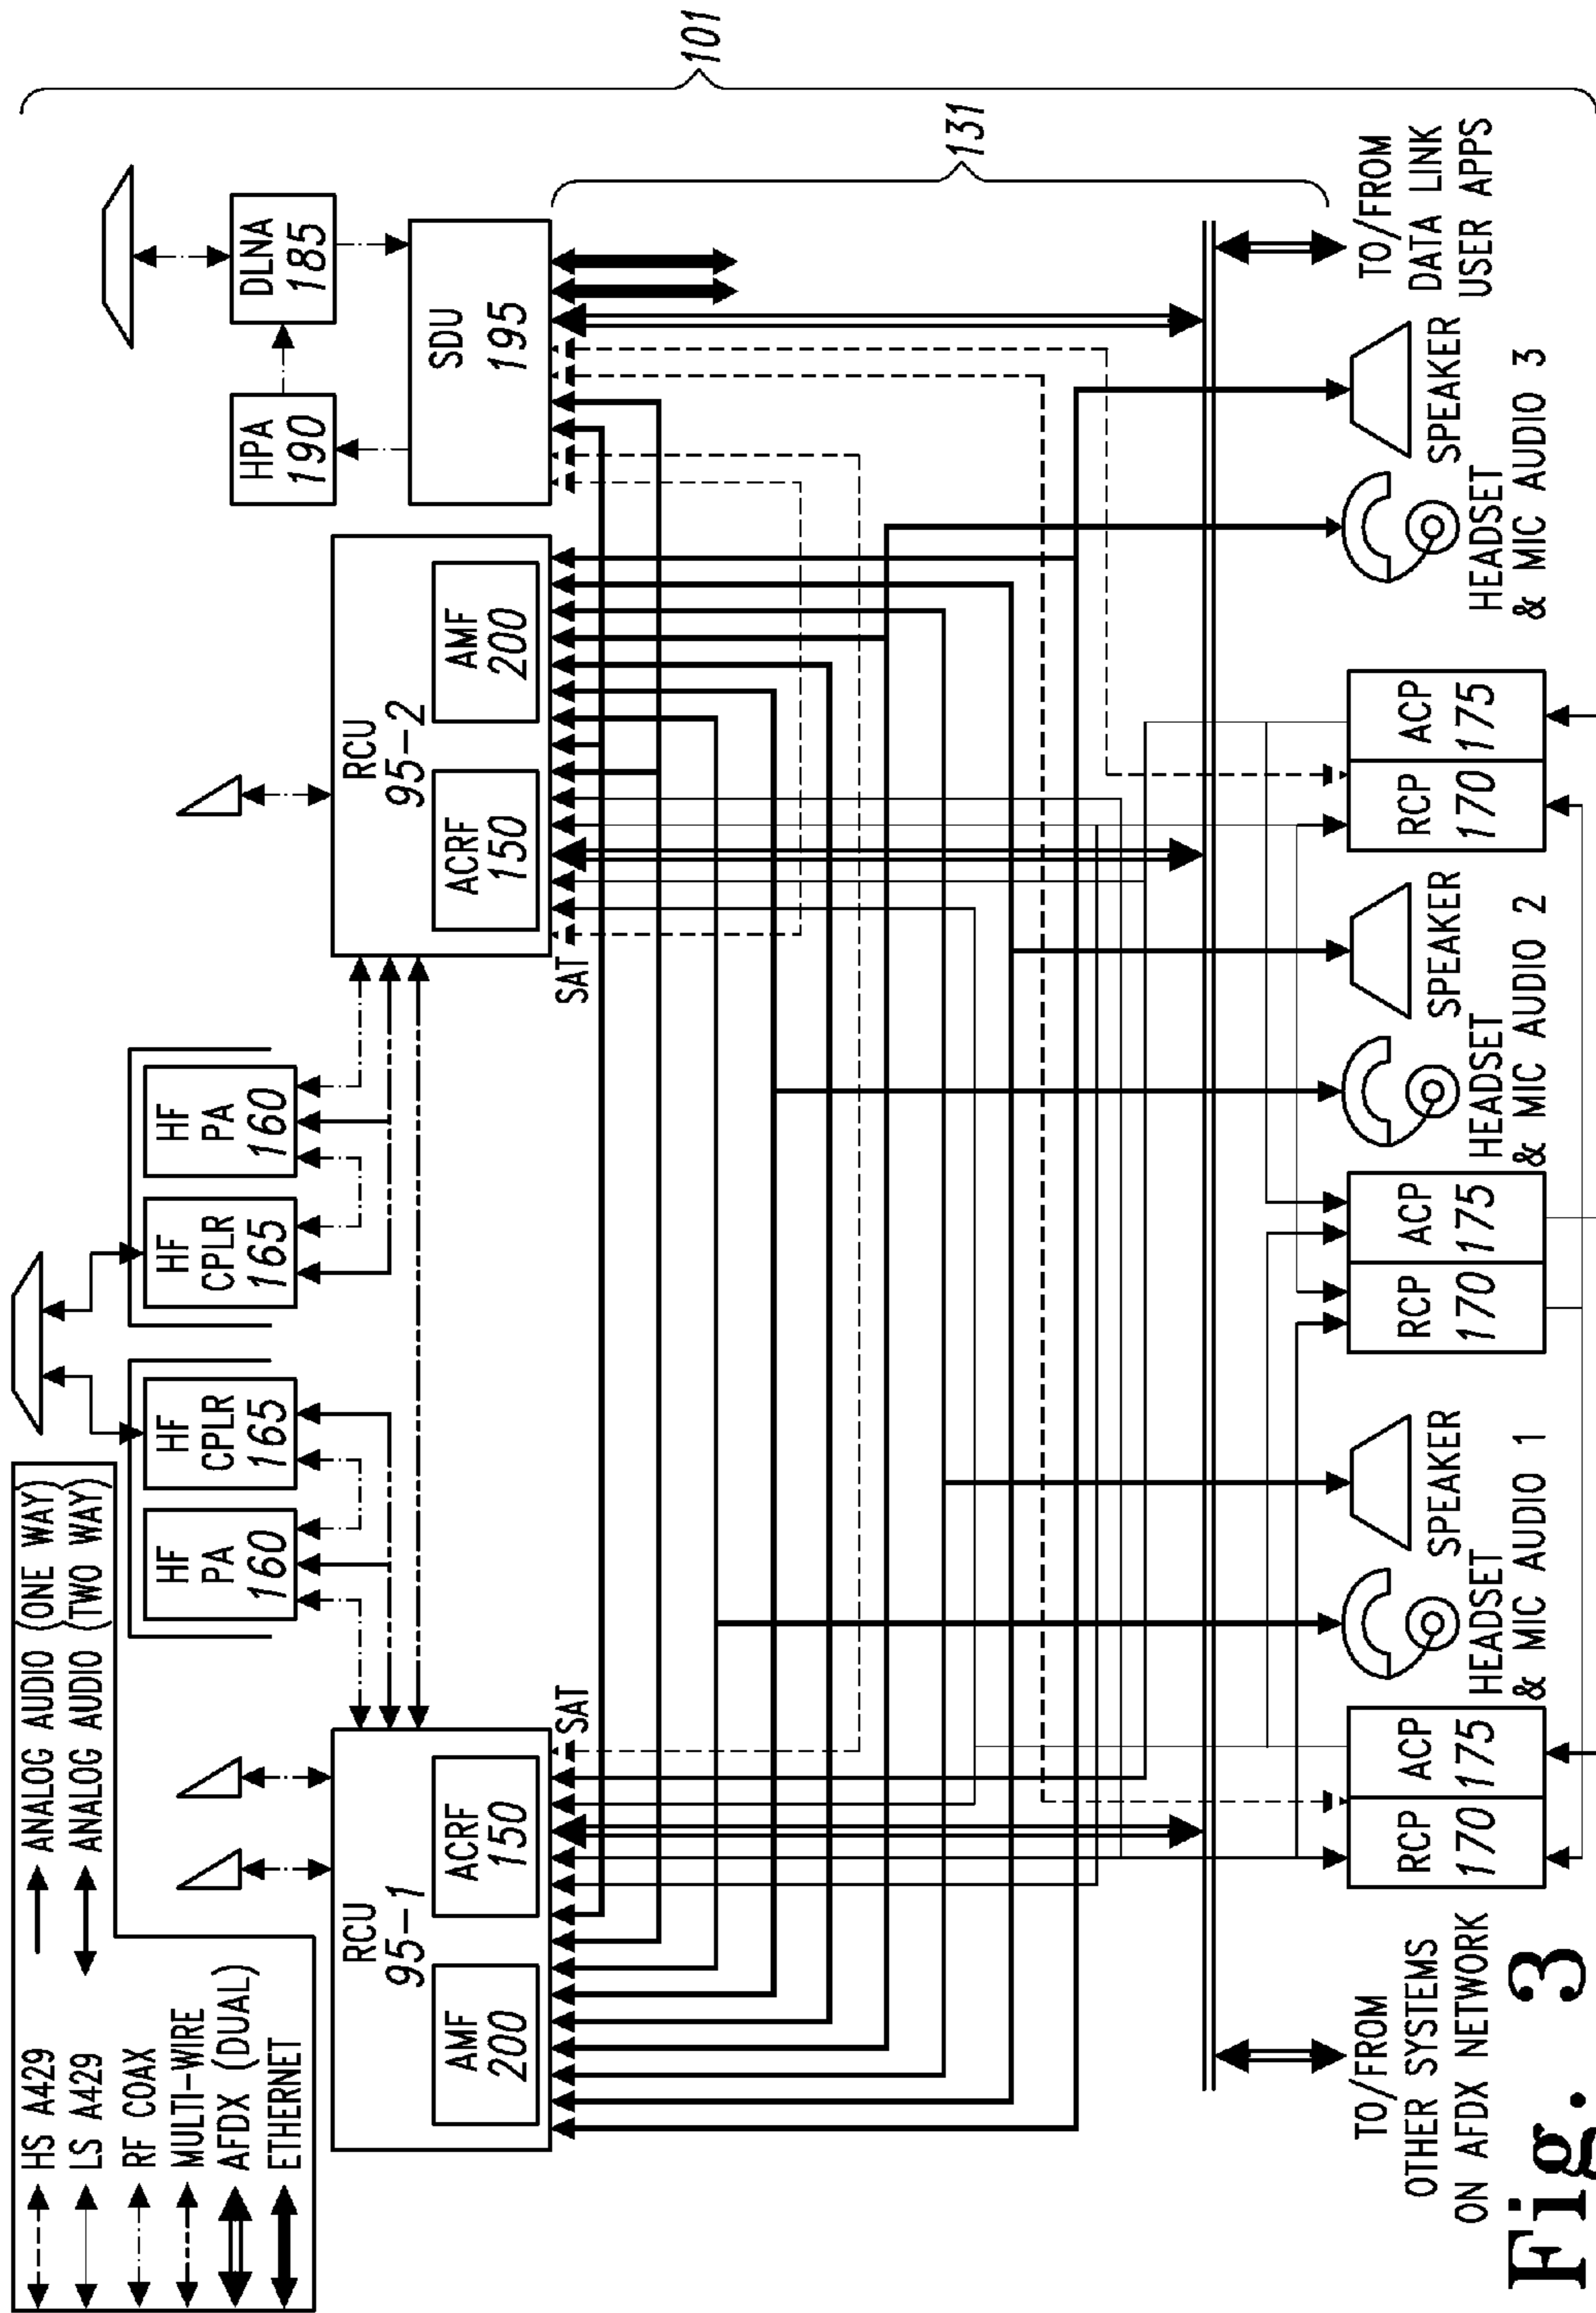 HS A429
LS A429
RF COAX
MULTI-WIRE
AFDX (DUAL)
ETHERNET
ANALOG AUDIO (ONE WAY)
ANALOG AUDIO (TWO WAY)
HF
PA
160
HF
CPLR
165
HF
CPLR
165
HF
PA
160
HPA
190
DLNA
185
RCU
95-1
AMF
200
ACRF
150
SAT
RCU
95-2
ACRF
150
AMF
200
SAT
SDU
195
131
101
TO/FROM
OTHER SYSTEMS
ON AFDX NETWORK
RCP
170
ACP
175
HEADSET
& MIC AUDIO 1
SPEAKER
RCP
170
ACP
175
HEADSET
& MIC AUDIO 2
SPEAKER
RCP
170
ACP
175
HEADSET
& MIC AUDIO 3
SPEAKER
TO/FROM
DATA LINK
USER APPS
Fig. 3